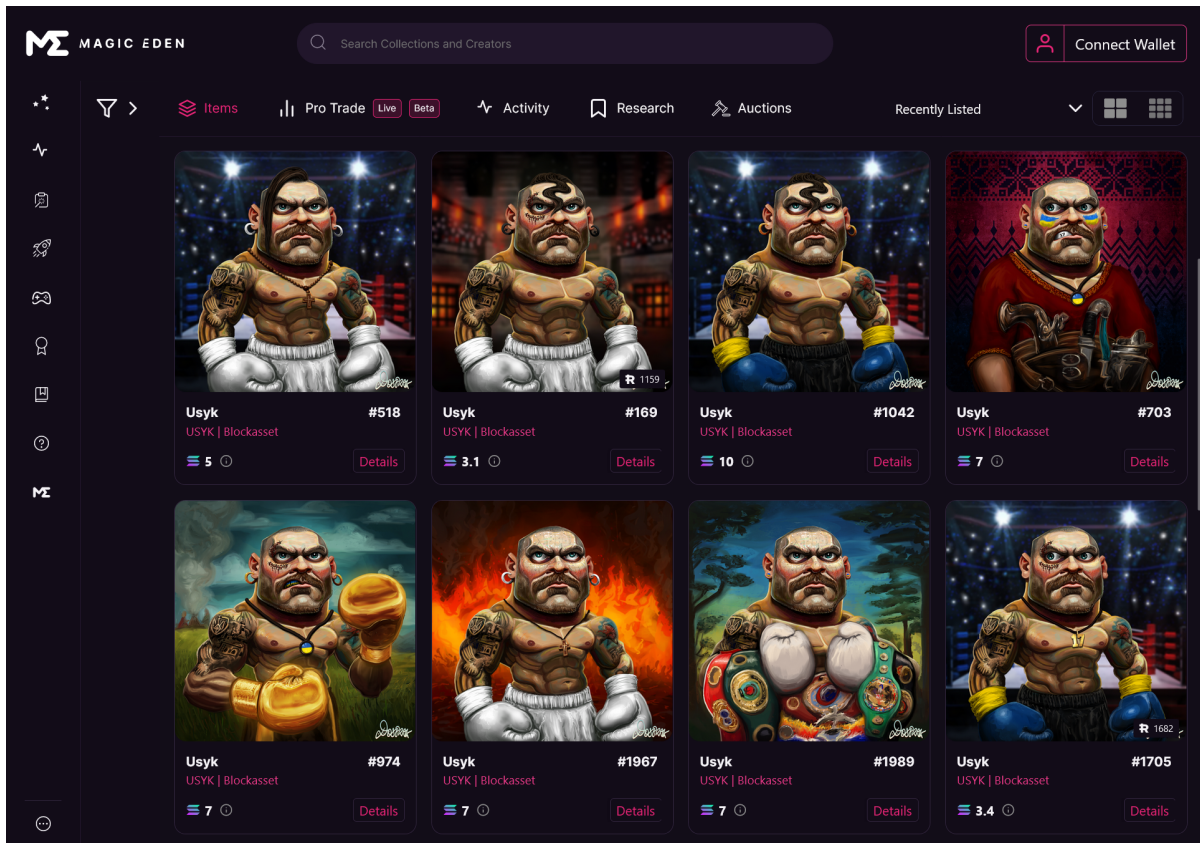 MAGIC EDEN
Search Collections and Creators
Connect Wallet
Items
Pro Trade Live Beta
Activity
Research
Auctions
Recently Listed
1159
Usyk #518
USYK | Blockasset
5 Details
Usyk #169
USYK | Blockasset
3.1 Details
Usyk #1042
USYK | Blockasset
10 Details
Usyk #703
USYK | Blockasset
7 Details
1682
Usyk #974
USYK | Blockasset
7 Details
Usyk #1967
USYK | Blockasset
7 Details
Usyk #1989
USYK | Blockasset
7 Details
Usyk #1705
USYK | Blockasset
3.4 Details